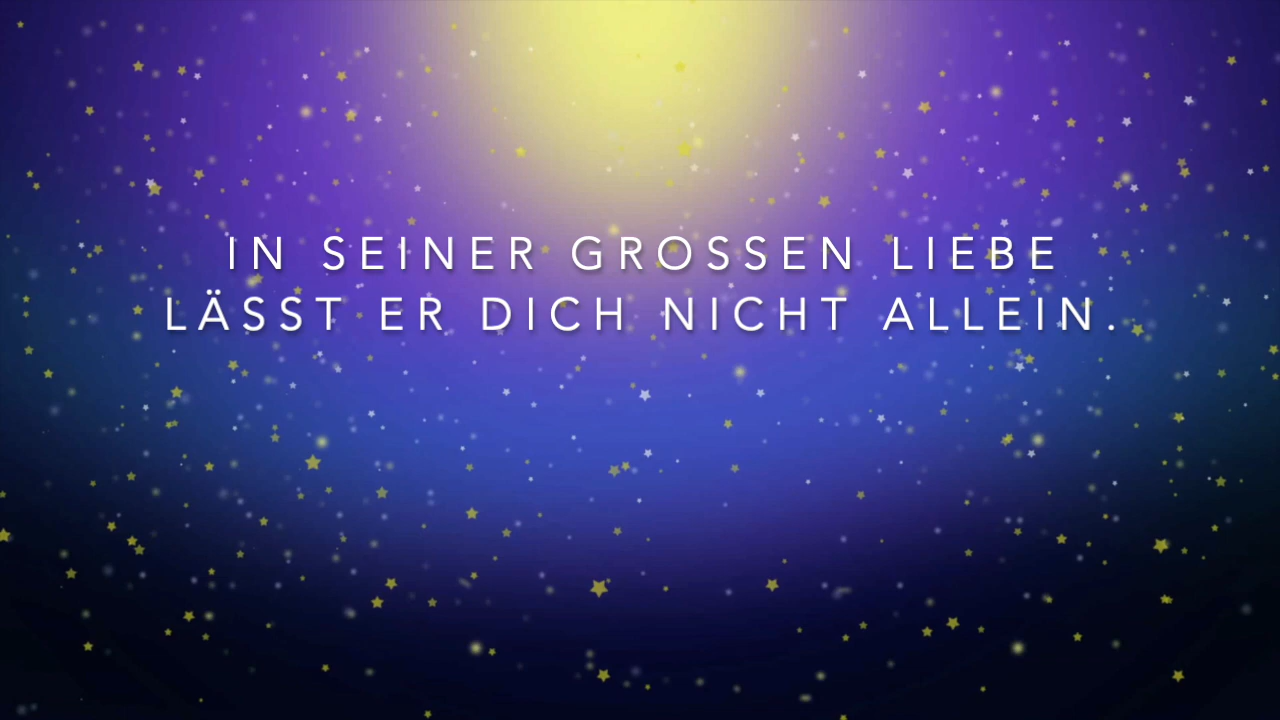 IN SEINER GROSSEN LIEBE
LÄSST ER DICH NICHT ALLEIN.